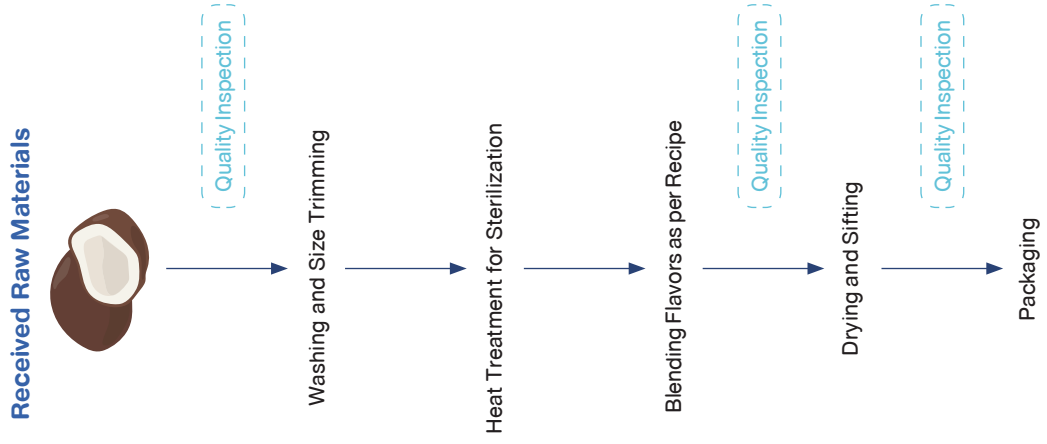 Received Raw Materials
Quality Inspection
Washing and Size Trimming
Heat Treatment for Sterilization
Blending Flavors as per Recipe
Quality Inspection
Drying and Sifting
Quality Inspection
Packaging